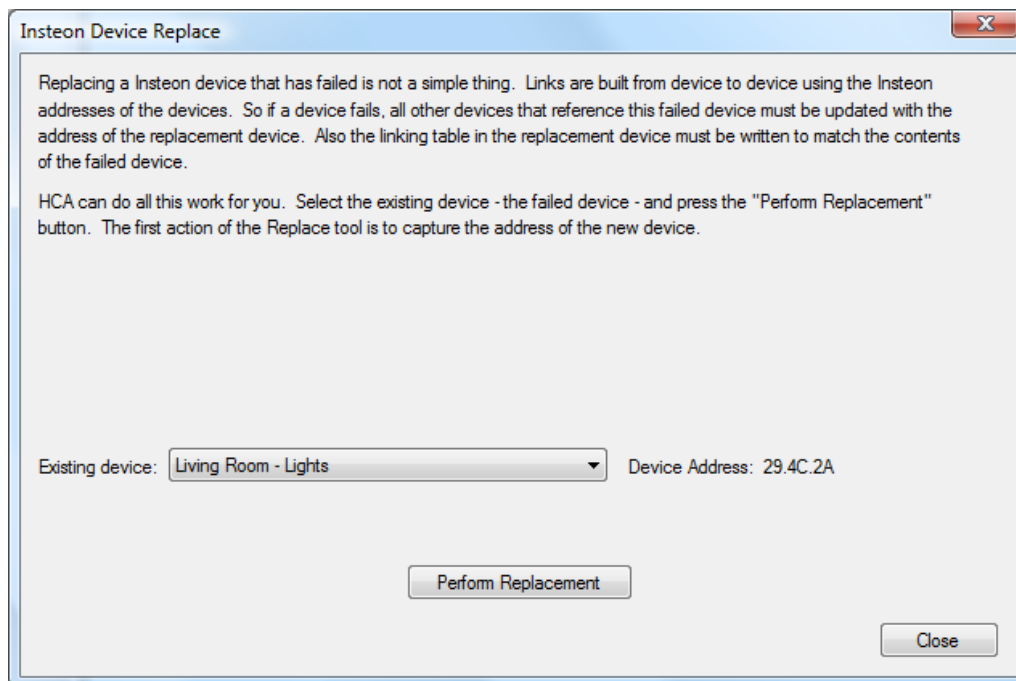 Insteon Device Replace
X
Replacing a Insteon device that has failed is not a simple thing.  Links are built from device to device using the Insteon
addresses of the devices.  So if a device fails, all other devices that reference this failed device must be updated with the
address of the replacement device.  Also the linking table in the replacement device must be written to match the contents
of the failed device.
HCA can do all this work for you.  Select the existing device - the failed device - and press the "Perform Replacement"
button.  The first action of the Replace tool is to capture the address of the new device.
Existing device: Living Room - Lights Device Address: 29.4C.2A
Perform Replacement
Close